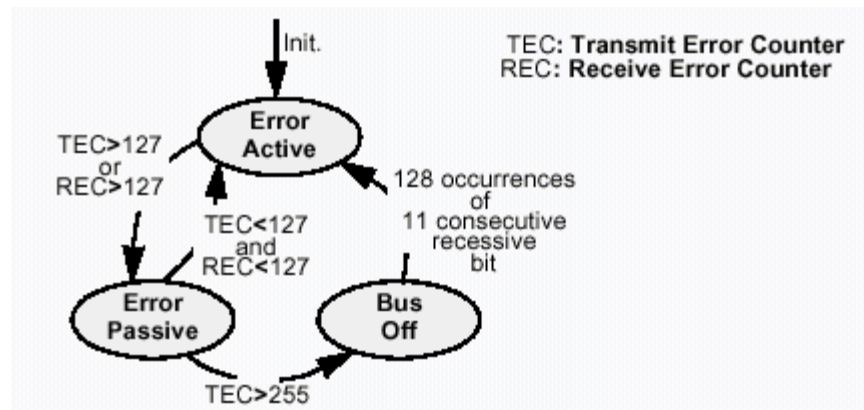 Init.
TEC: Transmit Error Counter
REC: Receive Error Counter
Error
Active
TEC>127
or
REC>127
128 occurrences
of
11 consecutive
recessive
bit
TEC<127
and
REC<127
Error
Passive
Bus
Off
TEC>255